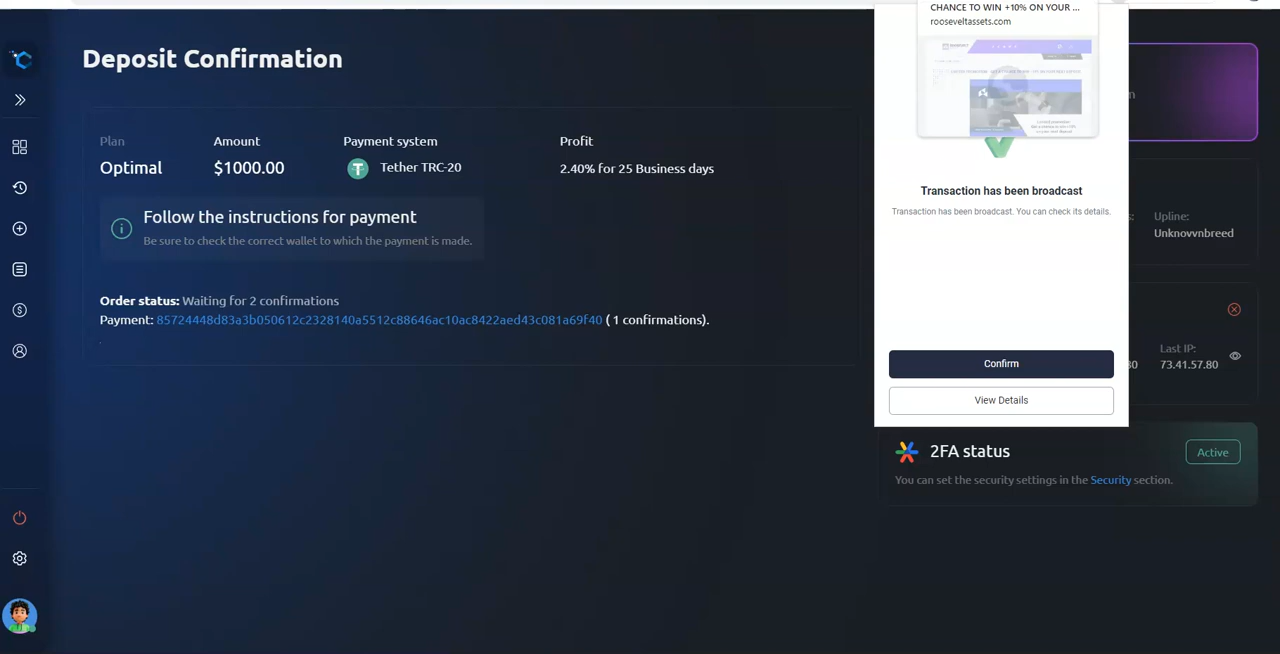 CHANCE TO WIN +10% ON YOUR ...
rooseveltassets.com
Deposit Confirmation
Plan
Amount
Payment system
Profit
Optimal
$1000.00
Tether TRC-20
2.40% for 25 Business days
Follow the instructions for payment
Be sure to check the correct wallet to which the payment is made.
Order status: Waiting for 2 confirmations
Payment: 85724448d83a3b050612c2328140a5512c88646ac10ac8422aed43c081a69f40 ( 1 confirmations).
Transaction has been broadcast
Transaction has been broadcast. You can check its details.
Confirm
View Details
Upline:
Unknovvnbreed
Last IP:
73.41.57.80
2FA status
Active
You can set the security settings in the Security section.